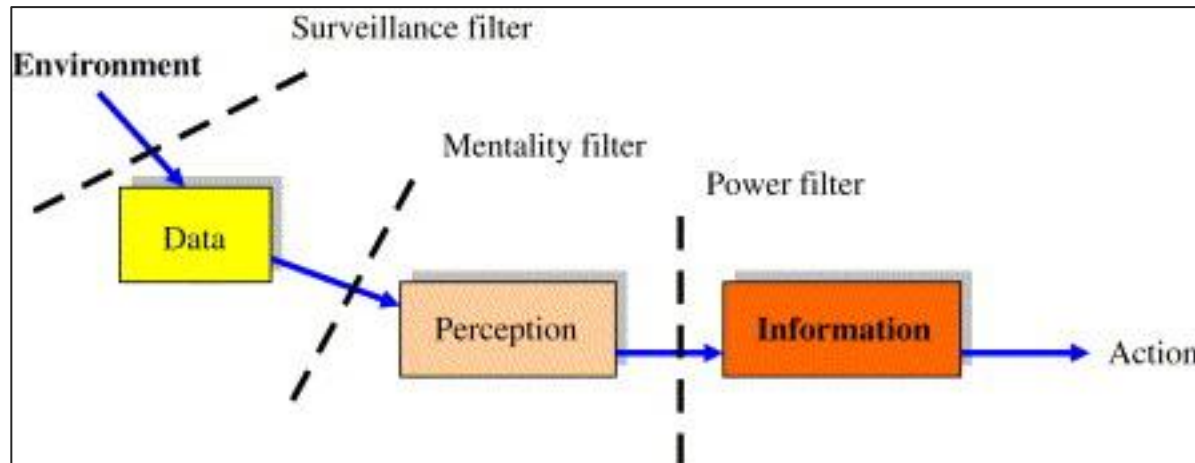 Surveillance filter
Environment
Mentality filter
Power filter
Data
Perception
Information
Action